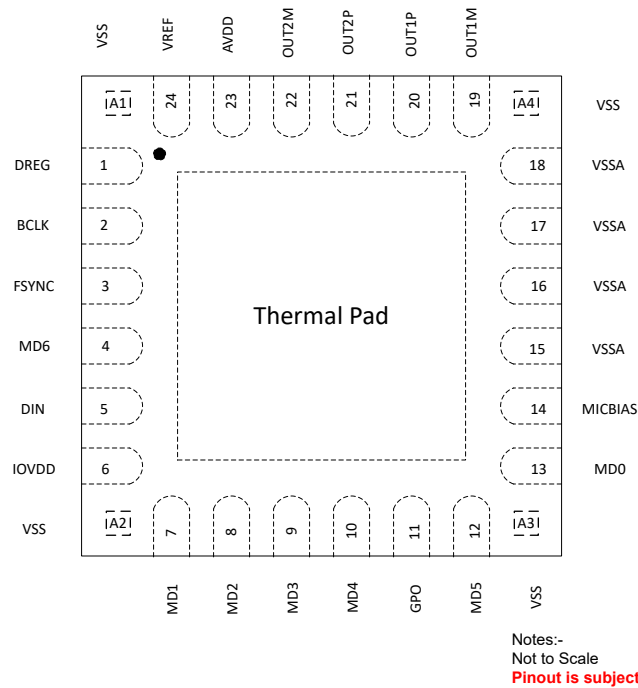 VSS
VREF
AVDD
OUT2M
OUT2P
OUT1P
OUT1M
A1
24
23
22
21
20
19
A4
VSS
DREG
1
18
VSSA
BCLK
2
17
VSSA
FSYNC
3
16
VSSA
Thermal Pad
MD6
4
15
VSSA
DIN
5
14
MICBIAS
IOVDD
6
13
MD0
VSS
A2
7
8
9
10
11
12
A3
MD1
MD2
MD3
MD4
GPO
MD5
VSS
Notes:-
Not to Scale
Pinout is subject